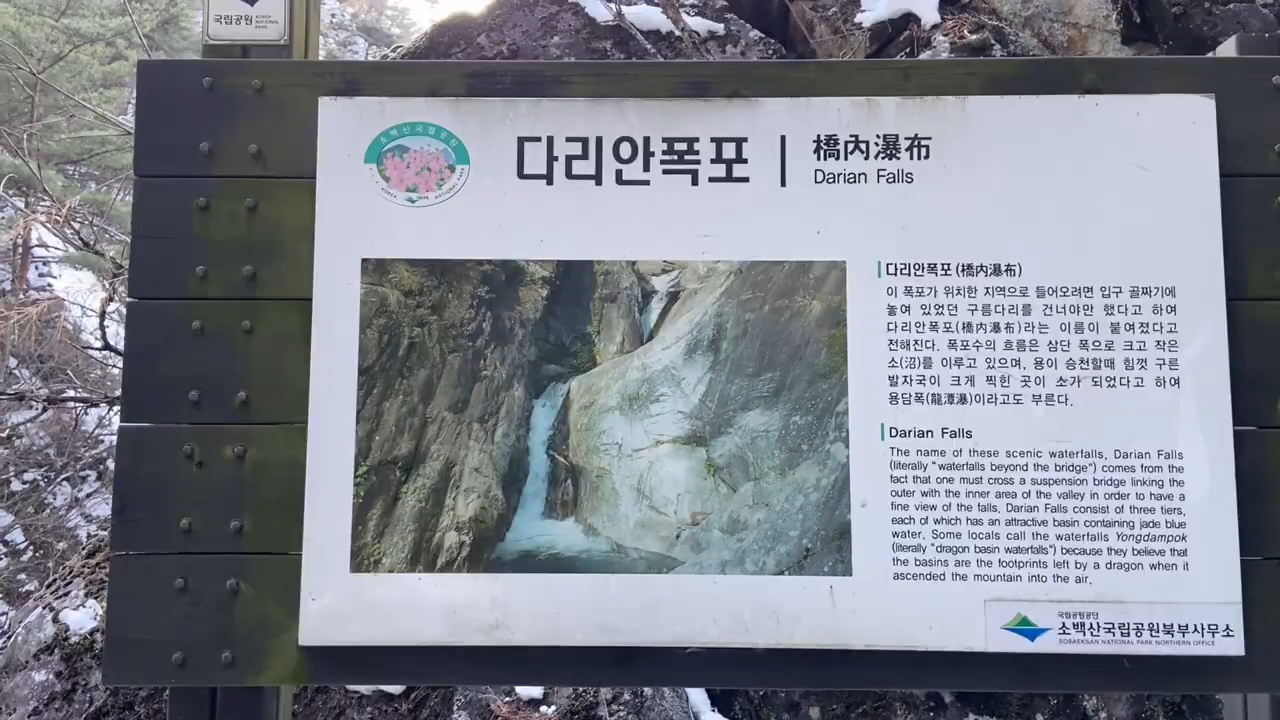 국립공원 KOREA NATIONAL PARK
소백산국립공원
KOREA NATIONAL PARK
다리안폭포 | 橋內瀑布
Darian Falls
다리안폭포(橋內瀑布)
이 폭포가 위치한 지역으로 들어오려면 입구 골짜기에
놓여 있었던 구름다리를 건너야만 했다고 하여
다리안폭포(橋內瀑布)라는 이름이 붙여졌다고
전해진다. 폭포수의 흐름은 삼단 폭으로 크고 작은
소(沼)를 이루고 있으며, 용이 승천할때 힘껏 구른
발자국이 크게 찍힌 곳이 소가 되었다고 하여
용담폭(龍潭瀑)이라고도 부른다.
Darian Falls
The name of these scenic waterfalls, Darian Falls
(literally "waterfalls beyond the bridge") comes from the
fact that one must cross a suspension bridge linking the
outer with the inner area of the valley in order to have a
fine view of the falls. Darian Falls consist of three tiers,
each of which has an attractive basin containing jade blue
water. Some locals call the waterfalls Yongdampok
(literally "dragon basin waterfalls") because they believe that
the basins are the footprints left by a dragon when it
ascended the mountain into the air.
국립공원공단
소백산국립공원북부사무소
SOBAEKSAN NATIONAL PARK NORTHERN OFFICE